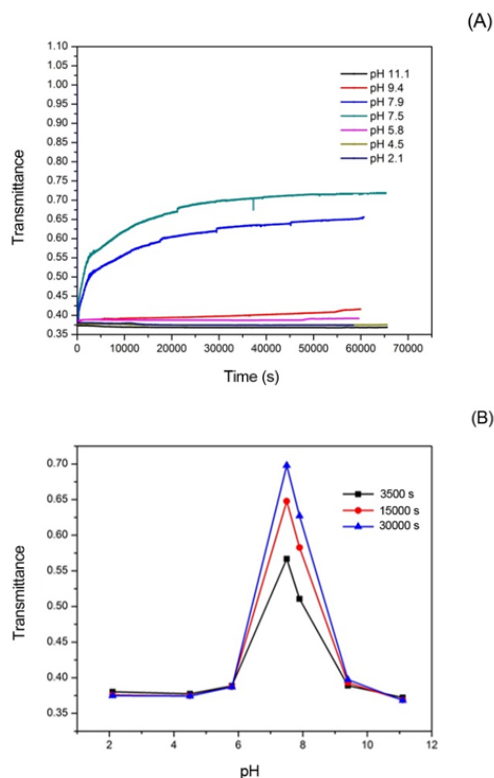 (A)
1.10
1.05
1.00
0.95
0.90
0.85
0.80
0.75
0.70
0.65
0.60
0.55
0.50
0.45
0.40
0.35
Transmittance
pH 11.1
pH 9.4
pH 7.9
pH 7.5
pH 5.8
pH 4.5
pH 2.1
0 10000 20000 30000 40000 50000 60000 70000
Time (s)
(B)
0.70
0.65
0.60
0.55
0.50
0.45
0.40
0.35
Transmittance
3500 s
15000 s
30000 s
2 4 6 8 10 12
pH